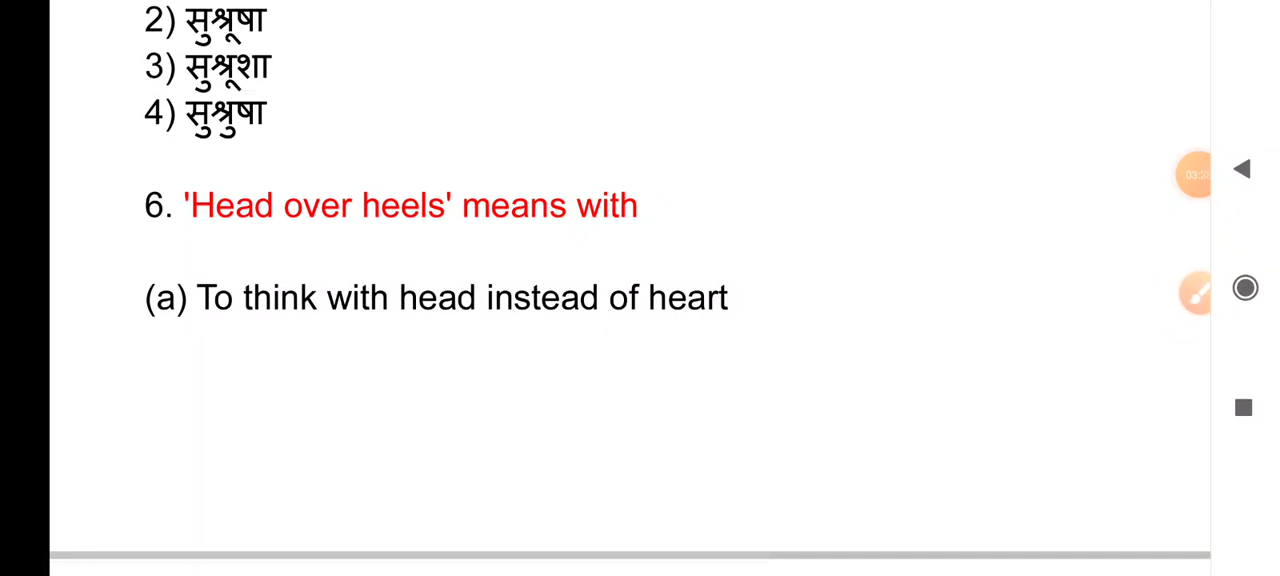 2) सुश्रूषा
3) सुश्रूशा
4) सुश्रुषा
6. 'Head over heels' means with
(a) To think with head instead of heart